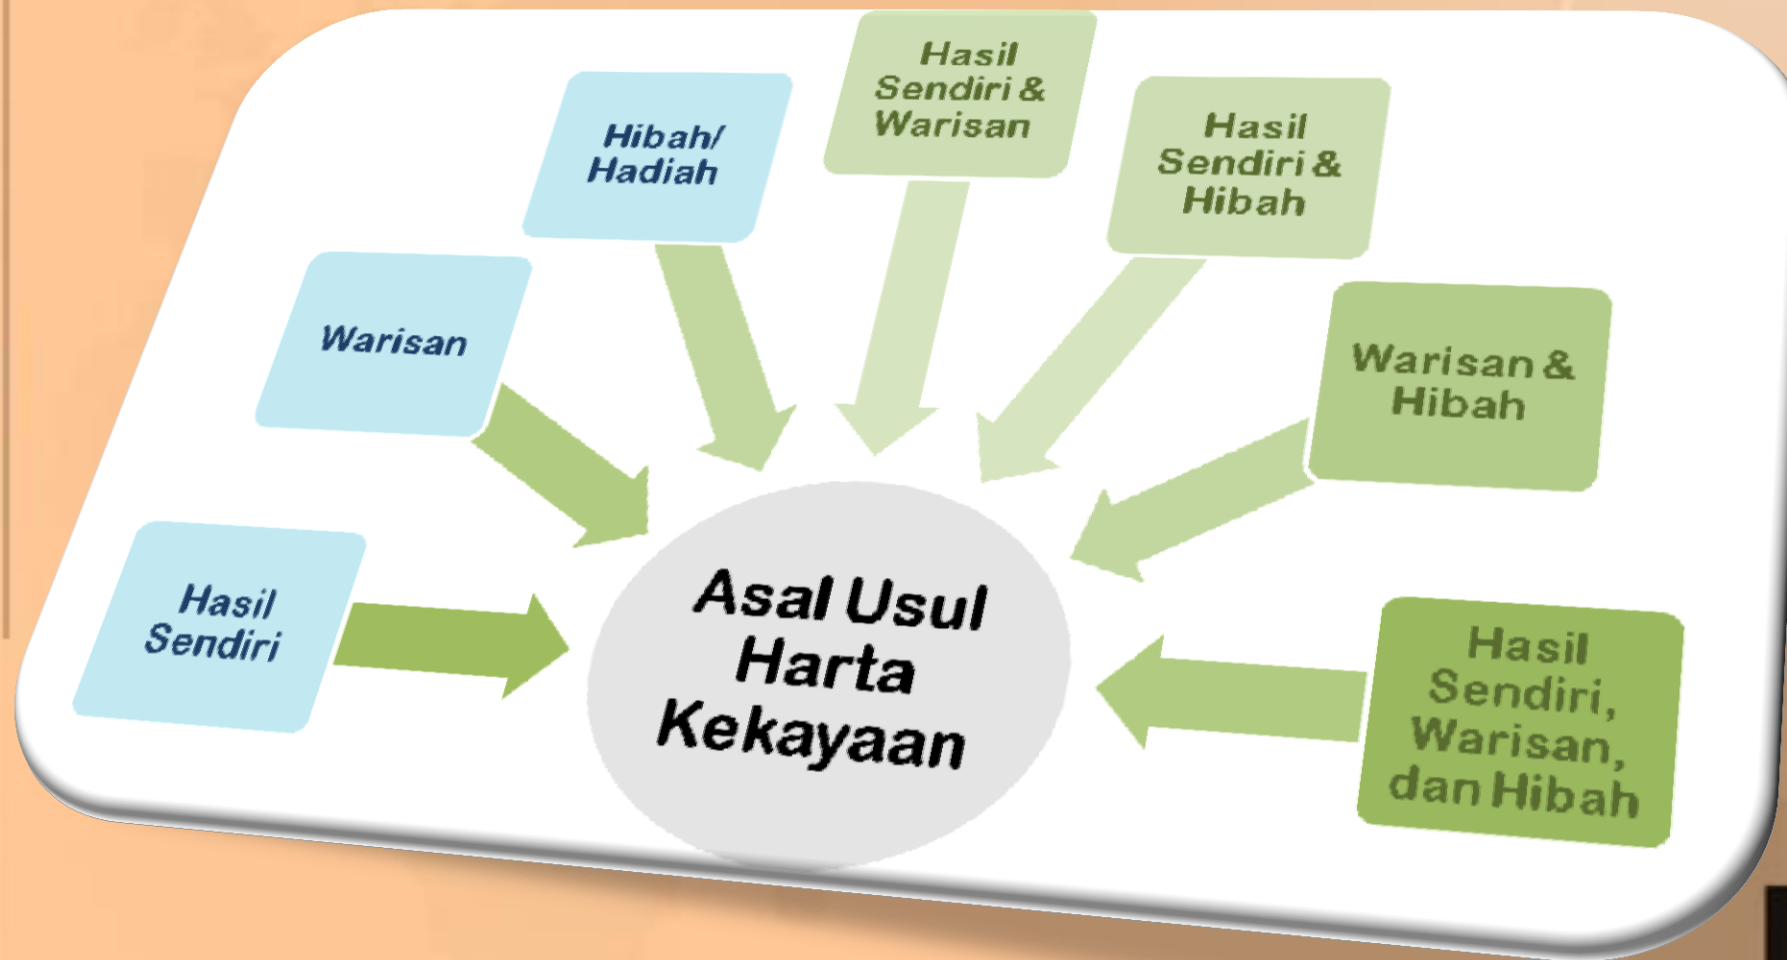 Hasil
Sendiri &
Warisan
Hibah/
Hadiah
Hasil
Sendiri &
Hibah
Warisan
Warisan &
Hibah
Hasil
Sendiri
Asal Usul
Harta
Kekayaan
Hasil
Sendiri,
Warisan,
dan Hibah